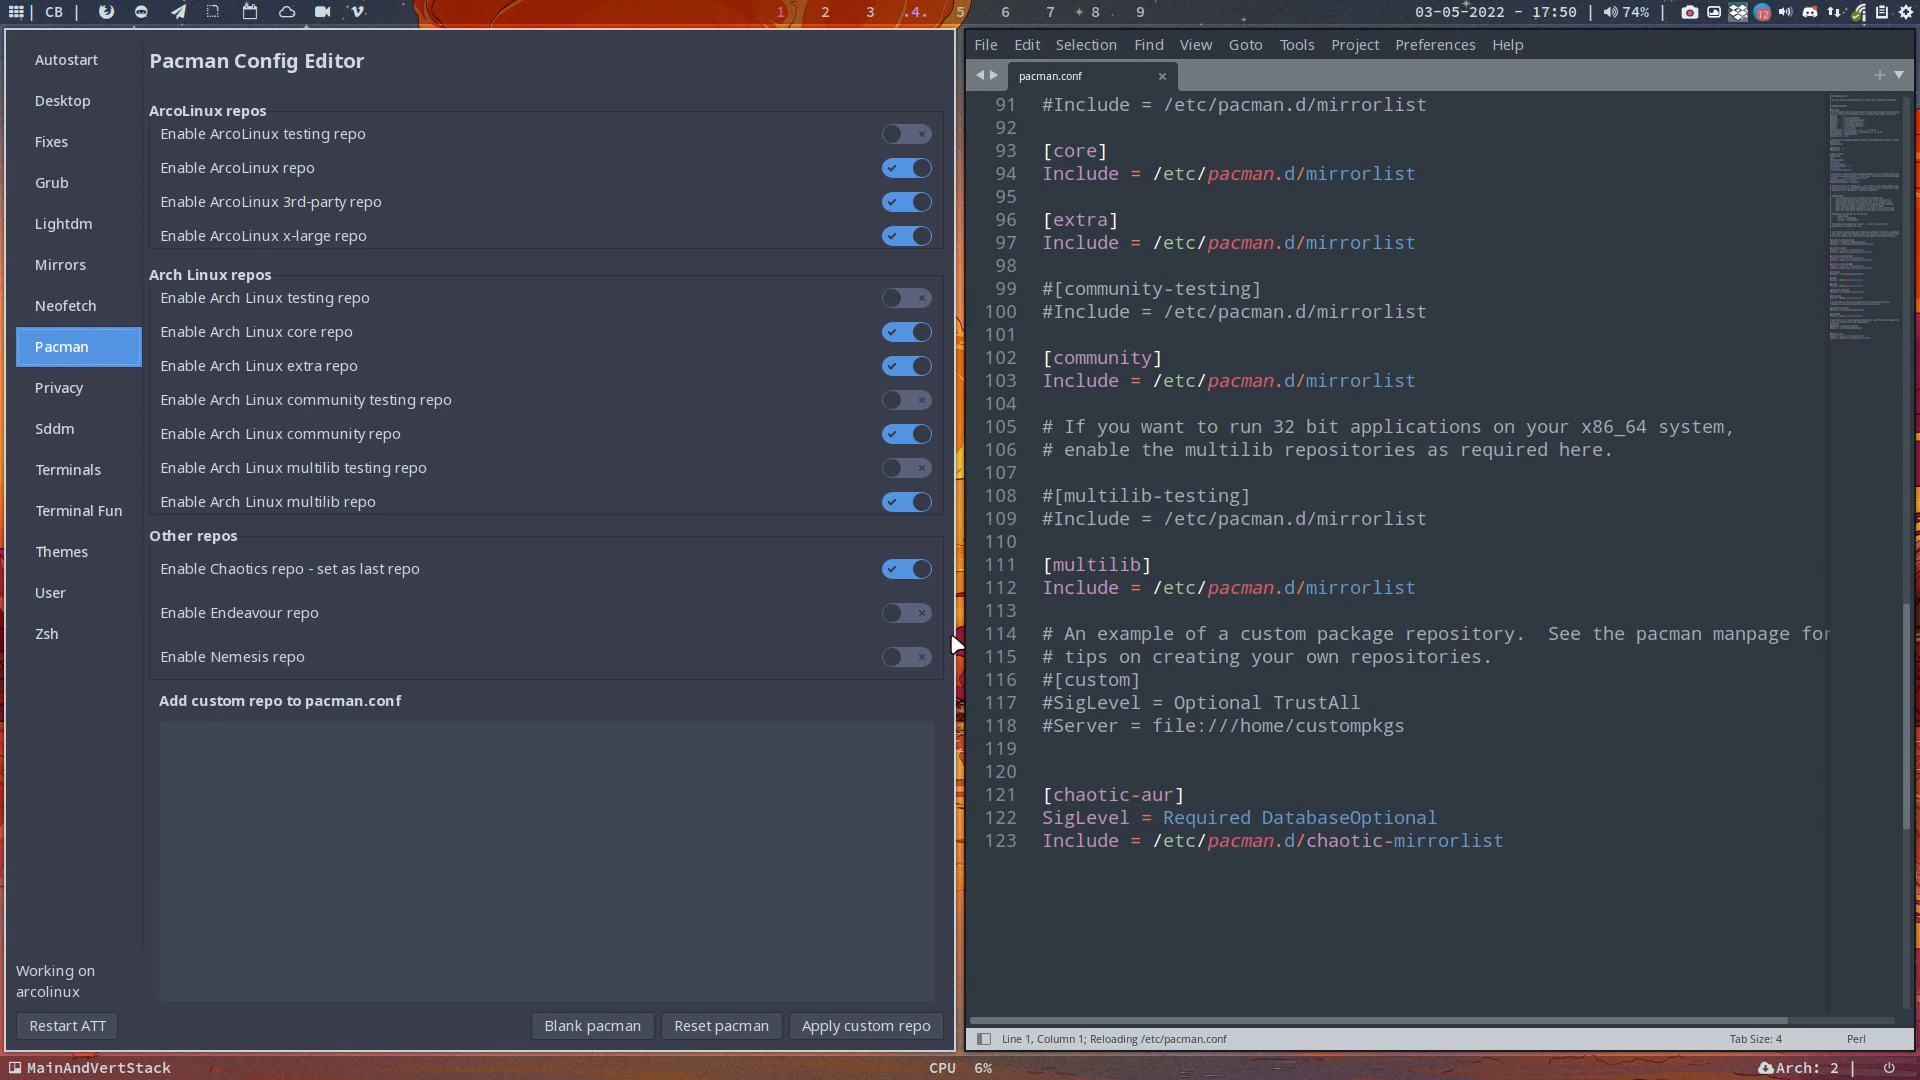 CB
1 2 3 .4. 5 6 7 8 9
03-05-2022 - 17:50
74%
12
Autostart
Desktop
Fixes
Grub
Lightdm
Mirrors
Neofetch
Pacman
Privacy
Sddm
Terminals
Terminal Fun
Themes
User
Zsh
Working on
arcolinux
Restart ATT
Pacman Config Editor
ArcoLinux repos
Enable ArcoLinux testing repo
Enable ArcoLinux repo
Enable ArcoLinux 3rd-party repo
Enable ArcoLinux x-large repo
Arch Linux repos
Enable Arch Linux testing repo
Enable Arch Linux core repo
Enable Arch Linux extra repo
Enable Arch Linux community testing repo
Enable Arch Linux community repo
Enable Arch Linux multilib testing repo
Enable Arch Linux multilib repo
Other repos
Enable Chaotics repo - set as last repo
Enable Endeavour repo
Enable Nemesis repo
Add custom repo to pacman.conf
Blank pacman
Reset pacman
Apply custom repo
File Edit Selection Find View Goto Tools Project Preferences Help
pacman.conf
91 #Include = /etc/pacman.d/mirrorlist
92
93 [core]
94 Include = /etc/pacman.d/mirrorlist
95
96 [extra]
97 Include = /etc/pacman.d/mirrorlist
98
99 #[community-testing]
100 #Include = /etc/pacman.d/mirrorlist
101
102 [community]
103 Include = /etc/pacman.d/mirrorlist
104
105 # If you want to run 32 bit applications on your x86_64 system,
106 # enable the multilib repositories as required here.
107
108 #[multilib-testing]
109 #Include = /etc/pacman.d/mirrorlist
110
111 [multilib]
112 Include = /etc/pacman.d/mirrorlist
113
114 # An example of a custom package repository.  See the pacman manpage for
115 # tips on creating your own repositories.
116 #[custom]
117 #SigLevel = Optional TrustAll
118 #Server = file:///home/custompkgs
119
120
121 [chaotic-aur]
122 SigLevel = Required DatabaseOptional
123 Include = /etc/pacman.d/chaotic-mirrorlist
Line 1, Column 1; Reloading /etc/pacman.conf
Tab Size: 4
Perl
MainAndVertStack
CPU 6%
Arch: 2